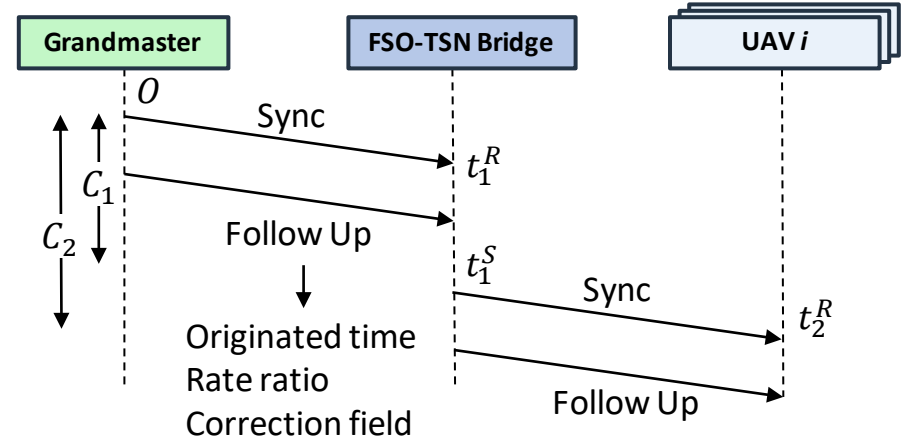 Grandmaster
FSO-TSN Bridge
UAV i
O
Sync
t_1^R
C_1
C_2
Follow Up
t_1^S
Sync
t_2^R
Originated time
Rate ratio
Correction field
Follow Up